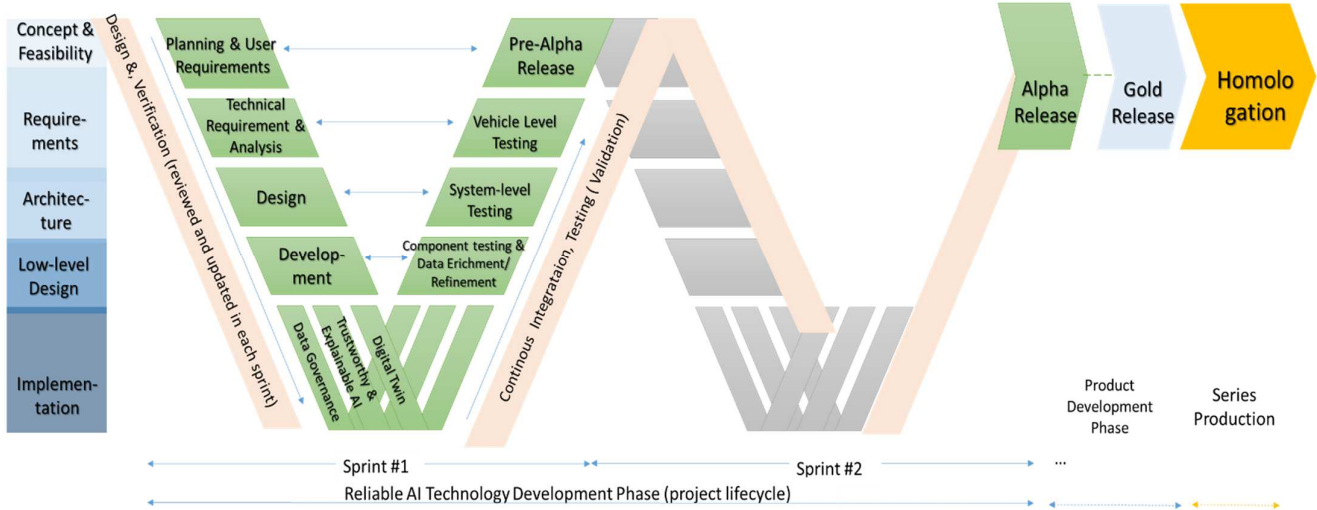 Concept &
Feasibility
Require-
ments
Architec-
ture
Low-level
Design
Implemen-
tation
Design &, Verification (reviewed and updated in each sprint)
Planning & User
Requirements
Technical
Requirement &
Analysis
Design
Develop-
ment
Data Governance
Trustworthy &
Explainable AI
Digital Twin
Pre-Alpha
Release
Vehicle Level
Testing
System-level
Testing
Component testing &
Data Erichment/
Refinement
Continous Integrataion, Testing ( Validation)
Alpha
Release
Gold
Release
Homolo
gation
Product
Development
Phase
Series
Production
Sprint #1
Sprint #2
...
Reliable AI Technology Development Phase (project lifecycle)